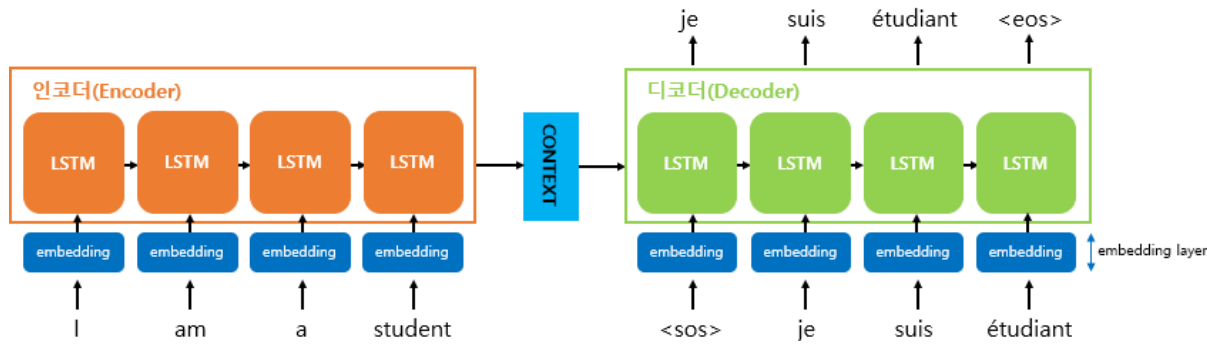 je suis étudiant <eos>
인코더(Encoder)
디코더(Decoder)
LSTM LSTM LSTM LSTM
CONTEXT
LSTM LSTM LSTM LSTM
embedding embedding embedding embedding
embedding embedding embedding embedding
embedding layer
I am a student
<sos> je suis étudiant